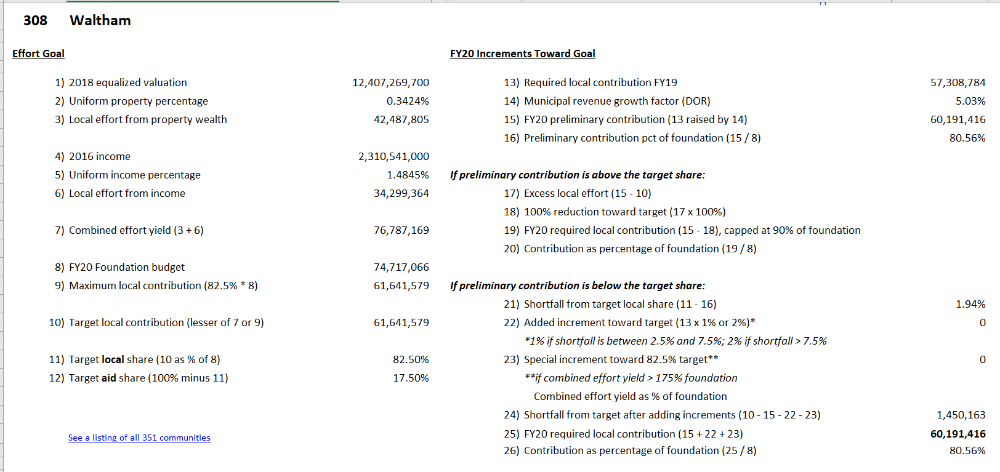 308 Waltham
Effort Goal
1) 2018 equalized valuation 12,407,269,700
2) Uniform property percentage 0.3424%
3) Local effort from property wealth 42,487,805
4) 2016 income 2,310,541,000
5) Uniform income percentage 1.4845%
6) Local effort from income 34,299,364
7) Combined effort yield (3 + 6) 76,787,169
8) FY20 Foundation budget 74,717,066
9) Maximum local contribution (82.5% * 8) 61,641,579
10) Target local contribution (lesser of 7 or 9) 61,641,579
11) Target local share (10 as % of 8) 82.50%
12) Target aid share (100% minus 11) 17.50%
See a listing of all 351 communities
FY20 Increments Toward Goal
13) Required local contribution FY19 57,308,784
14) Municipal revenue growth factor (DOR) 5.03%
15) FY20 preliminary contribution (13 raised by 14) 60,191,416
16) Preliminary contribution pct of foundation (15 / 8) 80.56%
If preliminary contribution is above the target share:
17) Excess local effort (15 - 10)
18) 100% reduction toward target (17 x 100%)
19) FY20 required local contribution (15 - 18), capped at 90% of foundation
20) Contribution as percentage of foundation (19 / 8)
If preliminary contribution is below the target share:
21) Shortfall from target local share (11 - 16) 1.94%
22) Added increment toward target (13 x 1% or 2%)* 0
*1% if shortfall is between 2.5% and 7.5%; 2% if shortfall > 7.5%
23) Special increment toward 82.5% target** 0
**if combined effort yield > 175% foundation
Combined effort yield as % of foundation
24) Shortfall from target after adding increments (10 - 15 - 22 - 23) 1,450,163
25) FY20 required local contribution (15 + 22 + 23) 60,191,416
26) Contribution as percentage of foundation (25 / 8) 80.56%